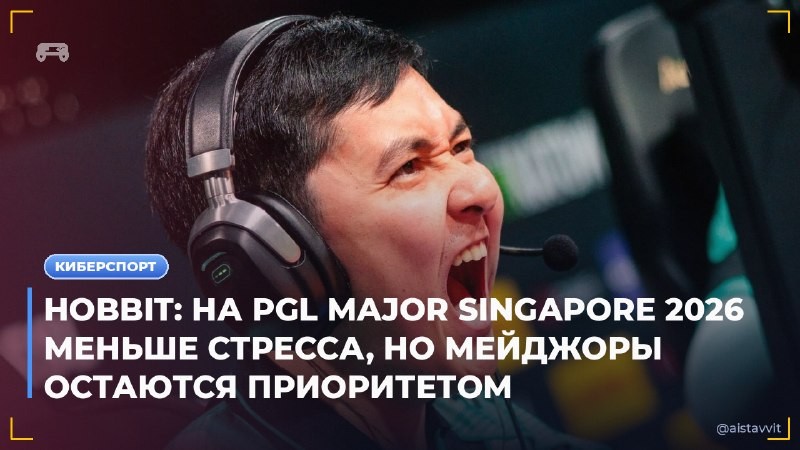 КИБЕРСПОРТ
HOBBIT: НА PGL MAJOR SINGAPORE 2026
МЕНЬШЕ СТРЕССА, НО МЕЙДЖОРЫ
ОСТАЮТСЯ ПРИОРИТЕТОМ
@aistavvit